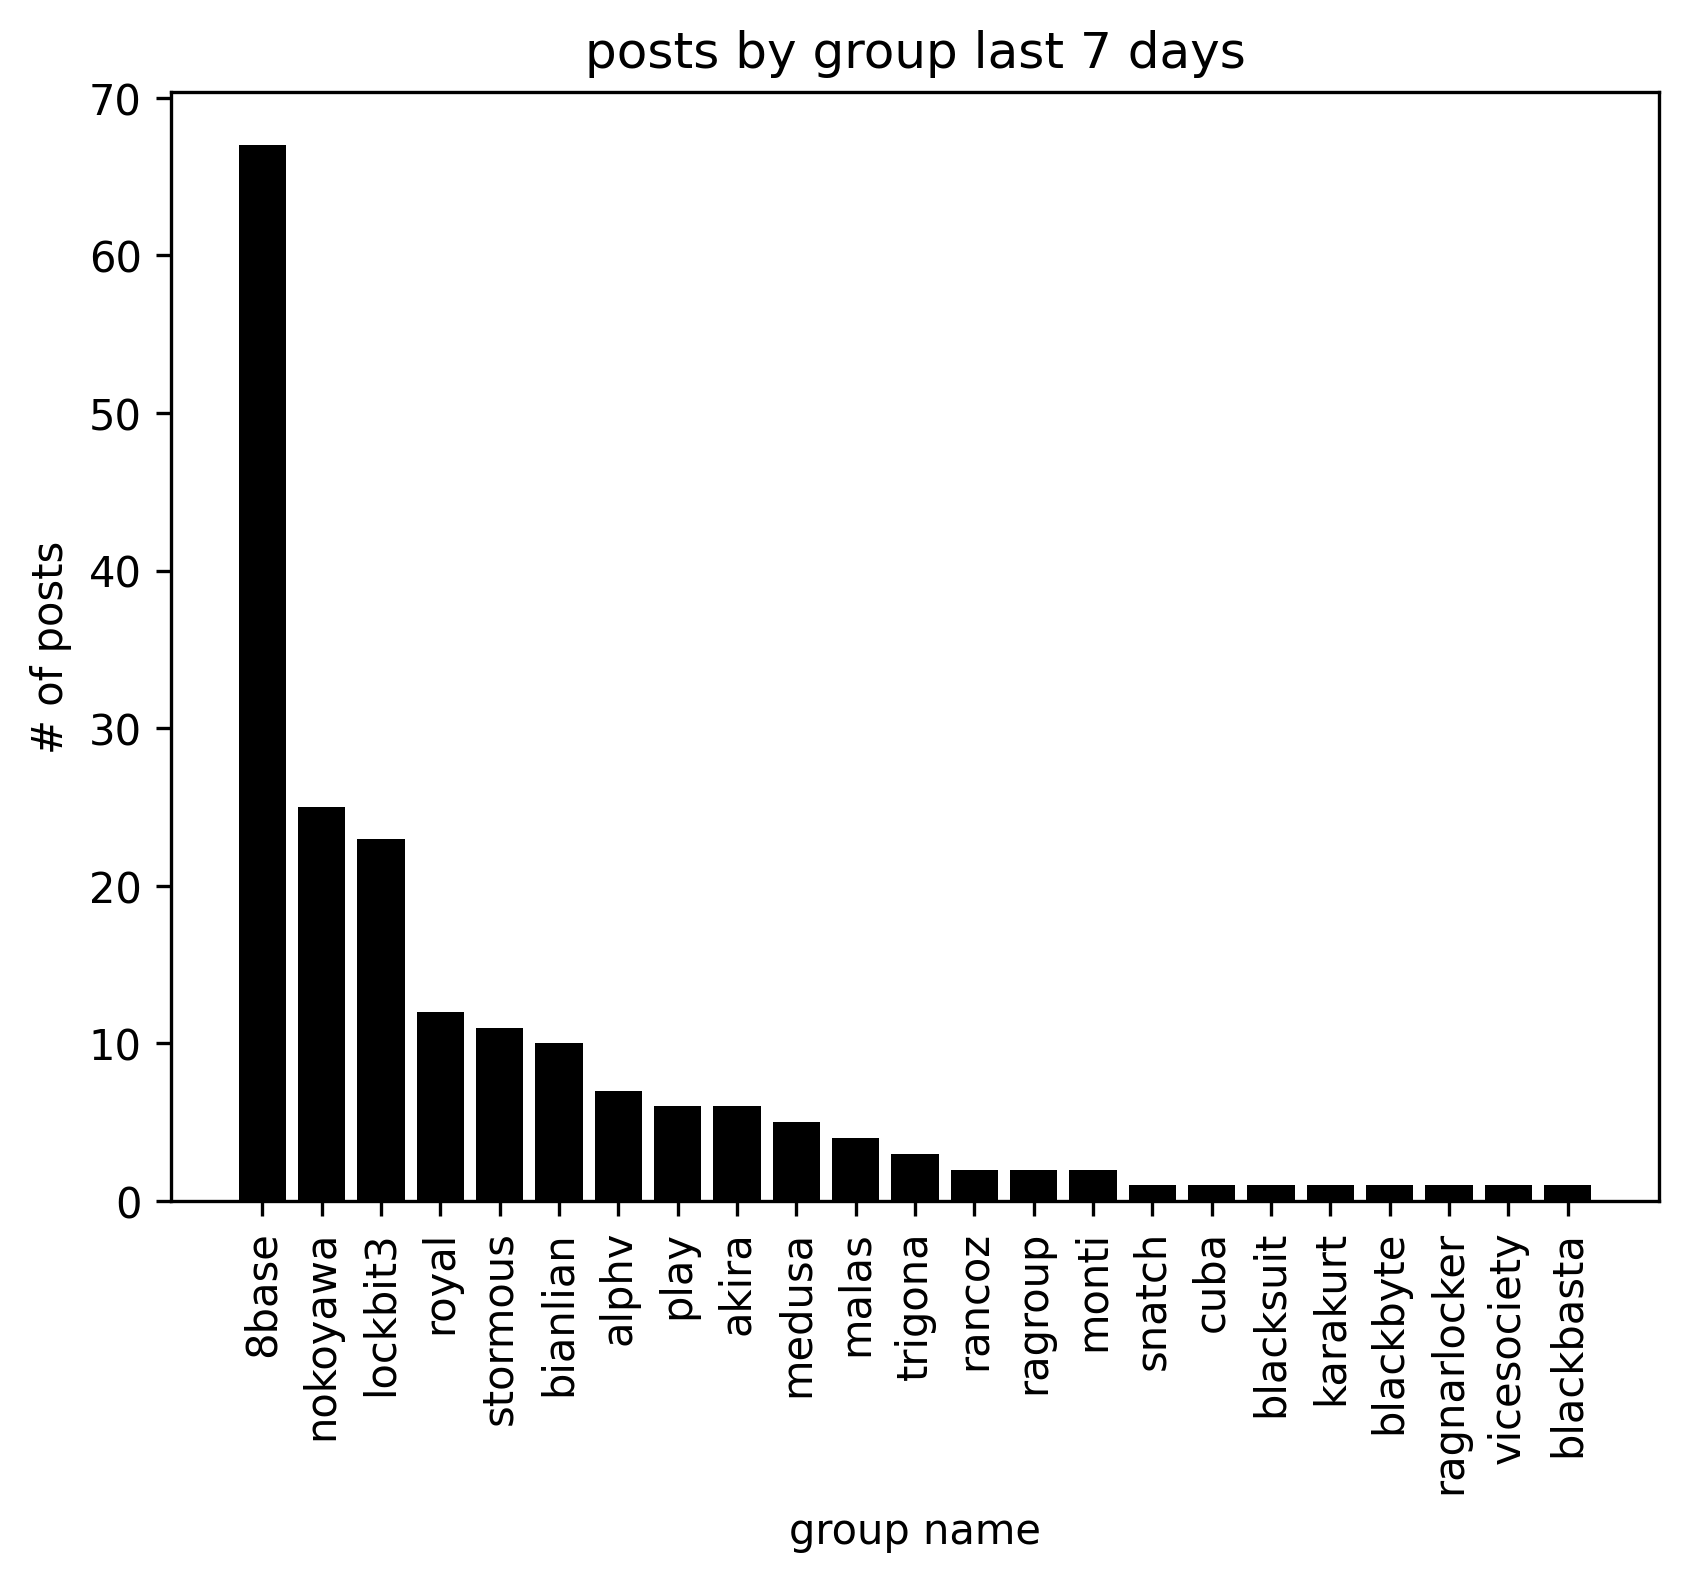 posts by group last 7 days
70
60
50
40
30
20
10
0
# of posts
8base
nokoyawa
lockbit3
royal
stormous
bianlian
alphv
play
akira
medusa
malas
trigona
rancoz
ragroup
monti
snatch
cuba
blacksuit
karakurt
blackbyte
ragnarlocker
vicesociety
blackbasta
group name